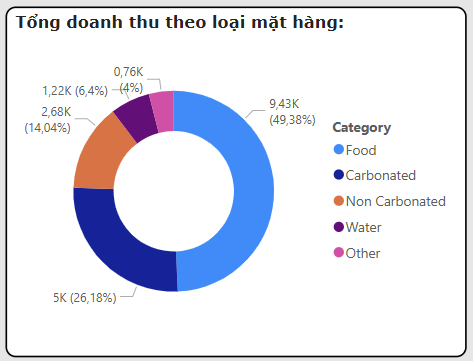 Tổng doanh thu theo loại mặt hàng:
0,76K
(4%)
1,22K (6,4%)
2,68K
(14,04%)
9,43K
(49,38%)
5K (26,18%)
Category
Food
Carbonated
Non Carbonated
Water
Other